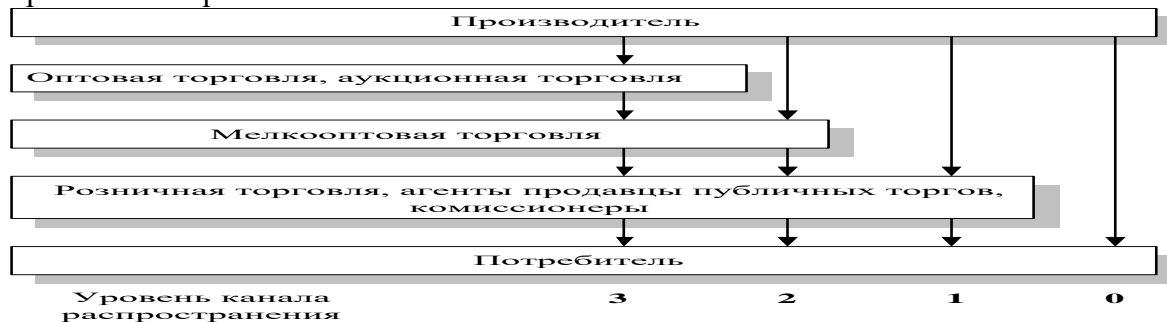 Производитель
Оптовая торговля, аукционная торговля
Мелкооптовая торговля
Розничная торговля, агенты продавцы публичных торгов,
комиссионеры
Потребитель
Уровень канала 3 2 1 0
распространения